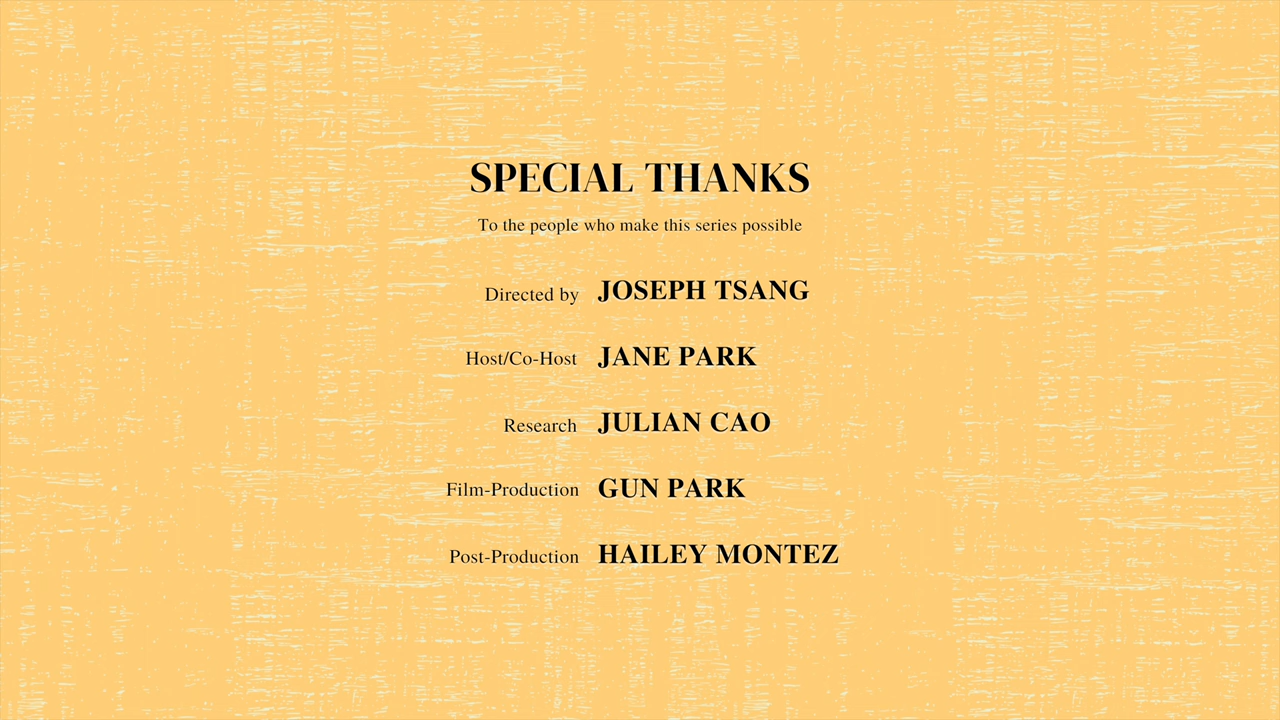 SPECIAL THANKS
To the people who make this series possible
Directed by JOSEPH TSANG
Host/Co-Host JANE PARK
Research JULIAN CAO
Film-Production GUN PARK
Post-Production HAILEY MONTEZ